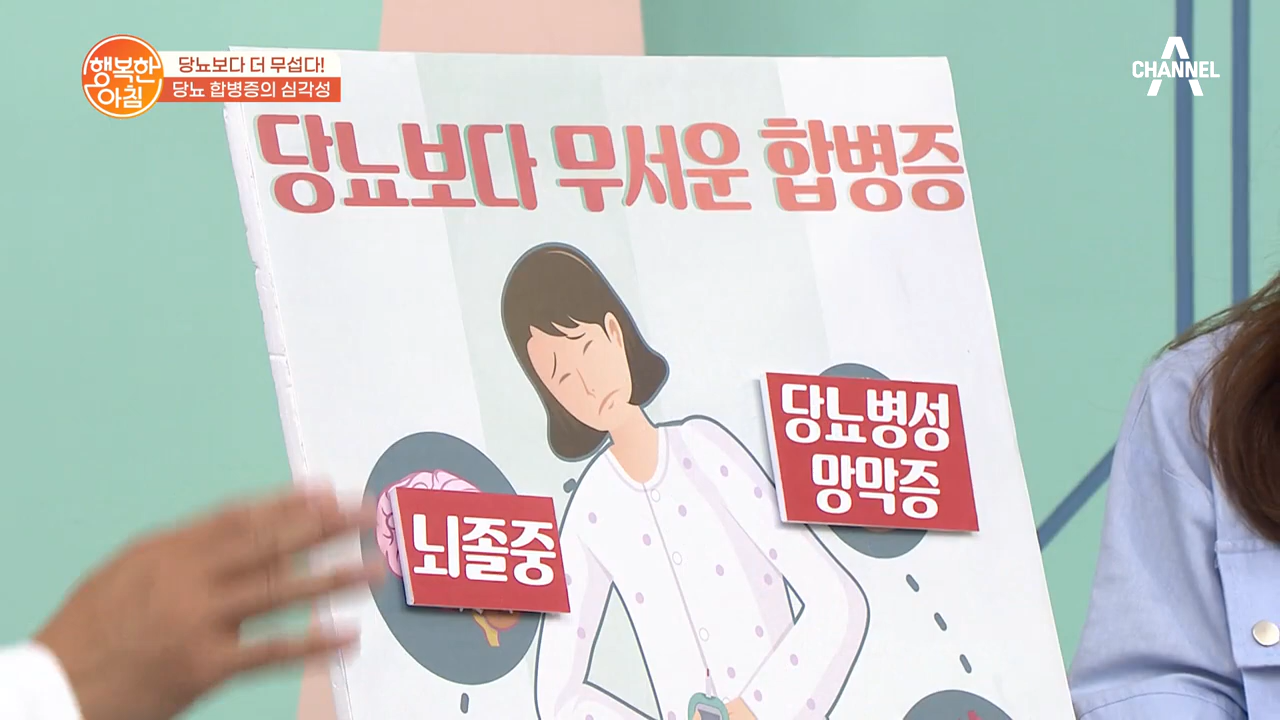 행복한
아침
당뇨보다 더 무섭다!
당뇨 합병증의 심각성
CHANNEL A
당뇨보다 무서운 합병증
당뇨병성
망막증
뇌졸중